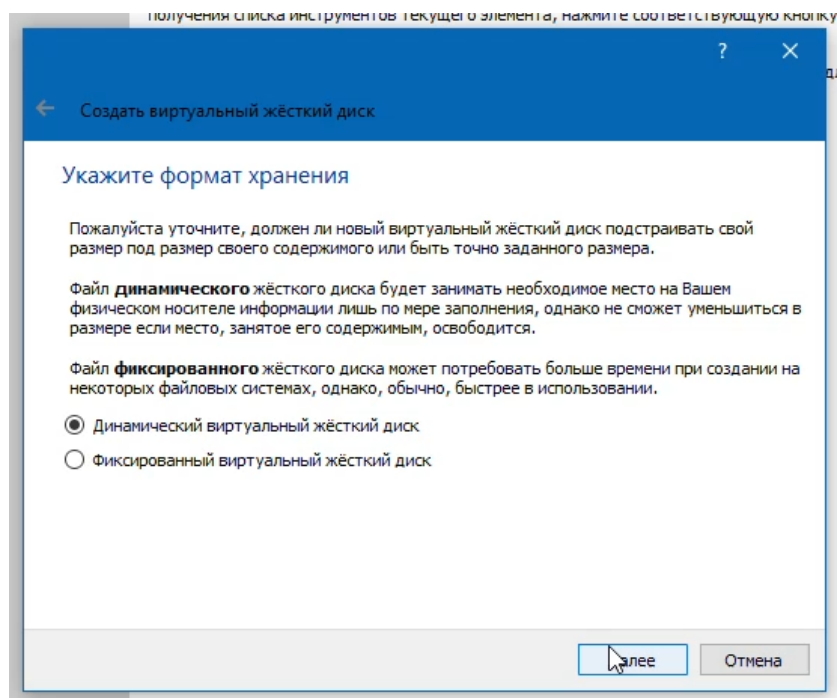 получения списка инструментов текущего элемента, нажмите соответствующую кнопку
?
Создать виртуальный жёсткий диск
Укажите формат хранения
Пожалуйста уточните, должен ли новый виртуальный жёсткий диск подстраивать свой
размер под размер своего содержимого или быть точно заданного размера.
Файл динамического жёсткого диска будет занимать необходимое место на Вашем
физическом носителе информации лишь по мере заполнения, однако не сможет уменьшиться в
размере если место, занятое его содержимым, освободится.
Файл фиксированного жёсткого диска может потребовать больше времени при создании на
некоторых файловых системах, однако, обычно, быстрее в использовании.
Динамический виртуальный жёсткий диск
Фиксированный виртуальный жёсткий диск
Далее Отмена